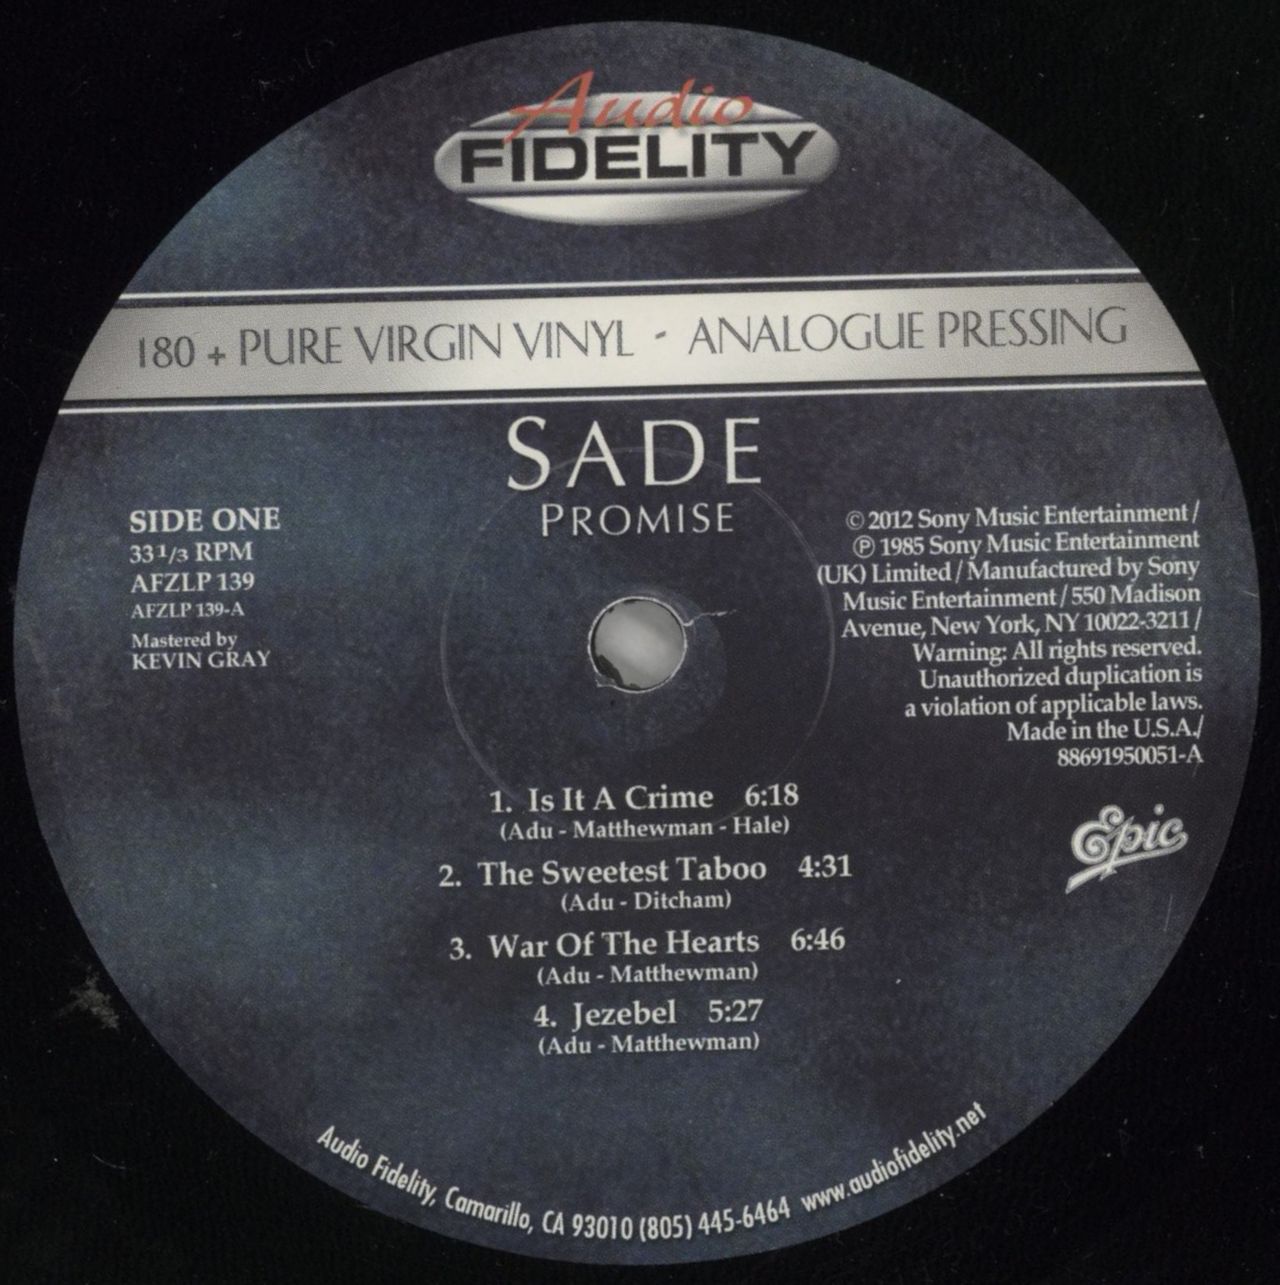 Audio
FIDELITY
180 + PURE VIRGIN VINYL - ANALOGUE PRESSING
SADE
PROMISE
SIDE ONE
33 1/3 RPM
AFZLP 139
AFZLP 139-A
Mastered by
KEVIN GRAY
© 2012 Sony Music Entertainment /
℗ 1985 Sony Music Entertainment
(UK) Limited / Manufactured by Sony
Music Entertainment / 550 Madison
Avenue, New York, NY 10022-3211 /
Warning: All rights reserved.
Unauthorized duplication is
a violation of applicable laws.
Made in the U.S.A./
88691950051-A
Epic
1. Is It A Crime 6:18
(Adu - Matthewman - Hale)
2. The Sweetest Taboo 4:31
(Adu - Ditcham)
3. War Of The Hearts 6:46
(Adu - Matthewman)
4. Jezebel 5:27
(Adu - Matthewman)
Audio Fidelity, Camarillo, CA 93010 (805) 445-6464 www.audiofidelity.net